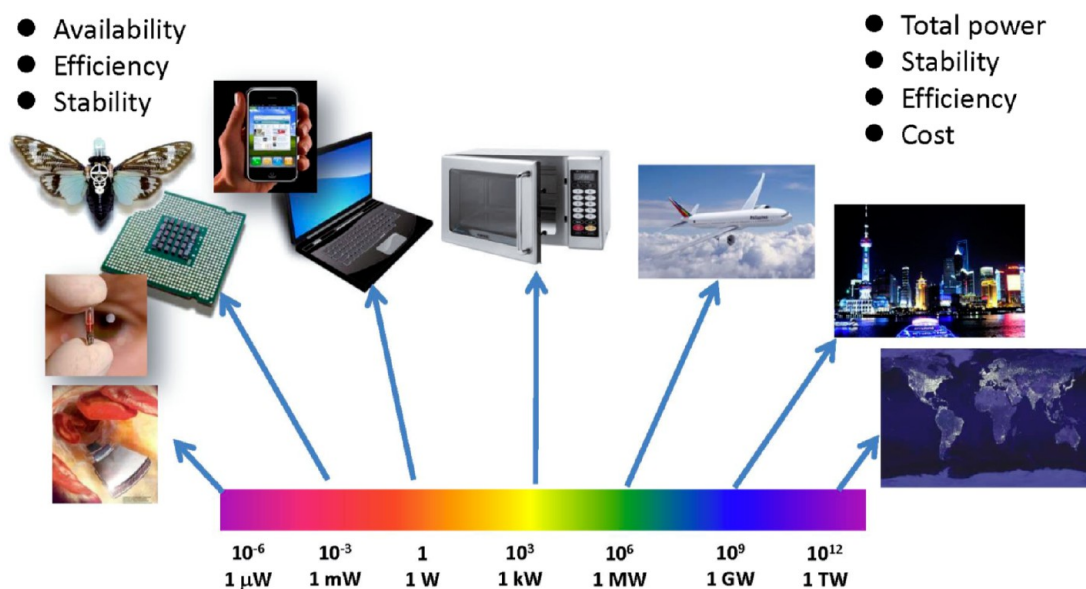 ● Availability
● Efficiency
● Stability
● Total power
● Stability
● Efficiency
● Cost
10⁻⁶ 10⁻³ 1 10³ 10⁶ 10⁹ 10¹²
1 μW 1 mW 1 W 1 kW 1 MW 1 GW 1 TW